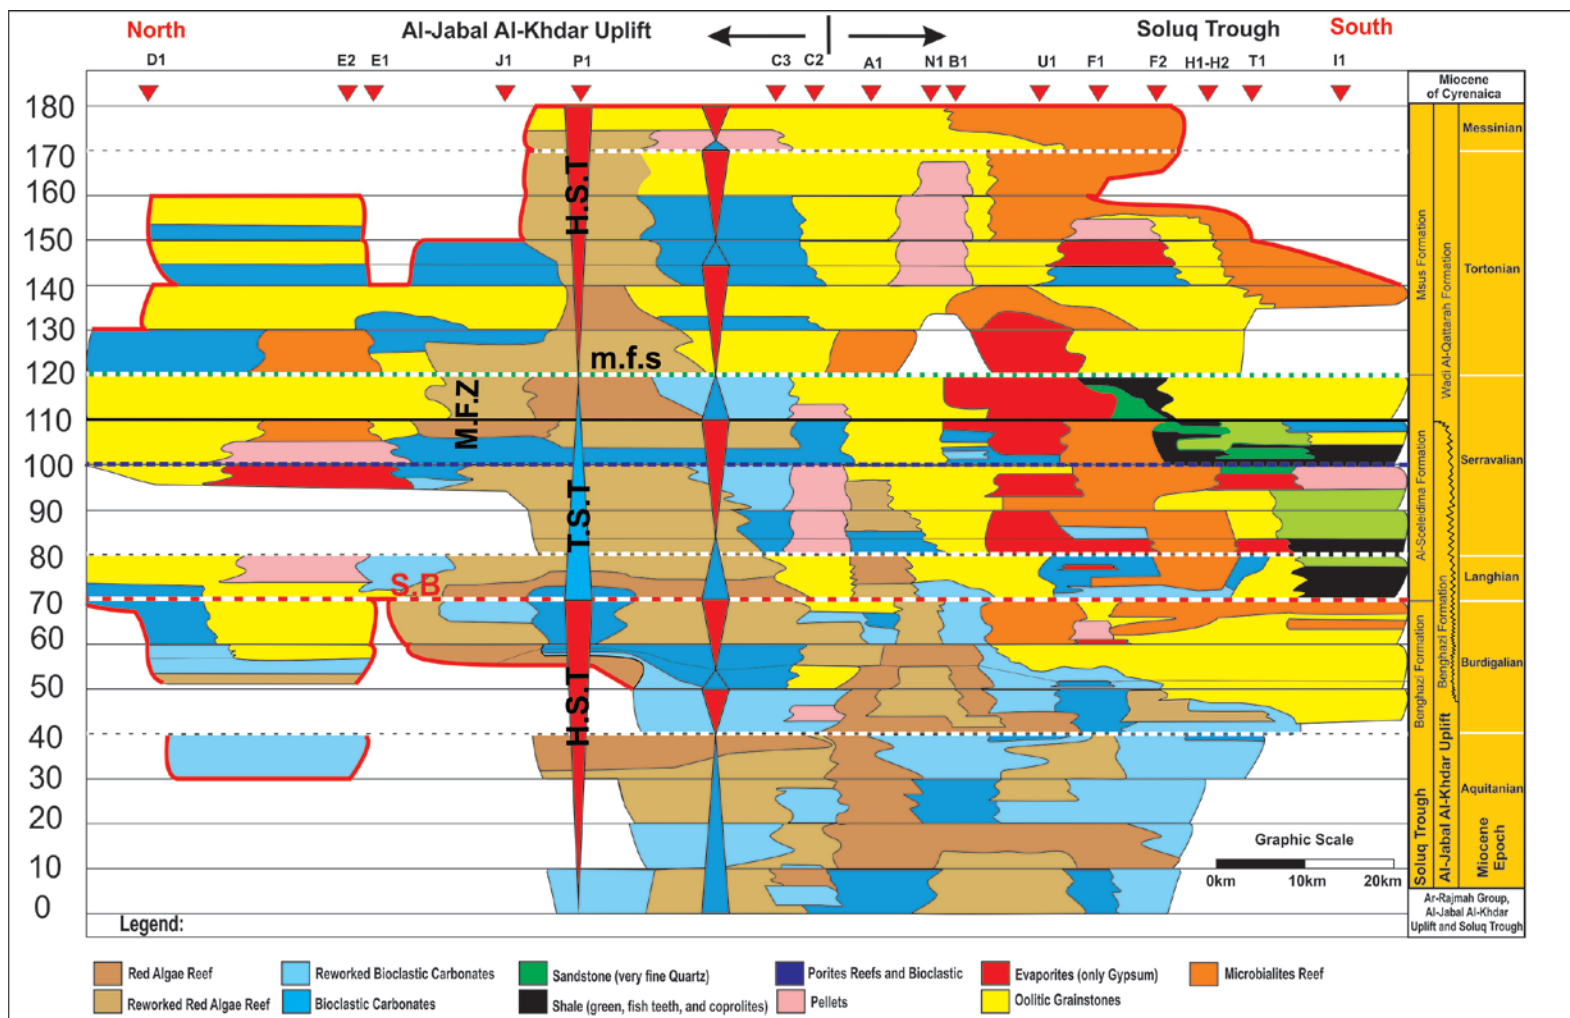 North
Al-Jabal Al-Khdar Uplift
Soluq Trough
South
D1 E2 E1 J1 P1 C3 C2 A1 N1 B1 U1 F1 F2 H1-H2 T1 I1
Miocene
of Cyrenaica
180
170
160
150
140
130
120
110
100
90
80
70
60
50
40
30
20
10
0
H.S.T
m.f.s
M.F.Z
T.S.T
S.B
H.S.T
Msus Formation
Al-Sceleidima Formation
Benghazi Formation
Soluq Trough
Wadi Al-Qattarah Formation
Benghazi Formation
Al-Jabal Al-Khdar Uplift
Messinian
Tortonian
Serravalian
Langhian
Burdigalian
Aquitanian
Miocene
Epoch
Graphic Scale
0km 10km 20km
Ar-Rajmah Group,
Al-Jabal Al-Khdar
Uplift and Soluq Trough
Legend:
Red Algae Reef
Reworked Bioclastic Carbonates
Sandstone (very fine Quartz)
Porites Reefs and Bioclastic
Evaporites (only Gypsum)
Microbialites Reef
Reworked Red Algae Reef
Bioclastic Carbonates
Shale (green, fish teeth, and coprolites)
Pellets
Oolitic Grainstones